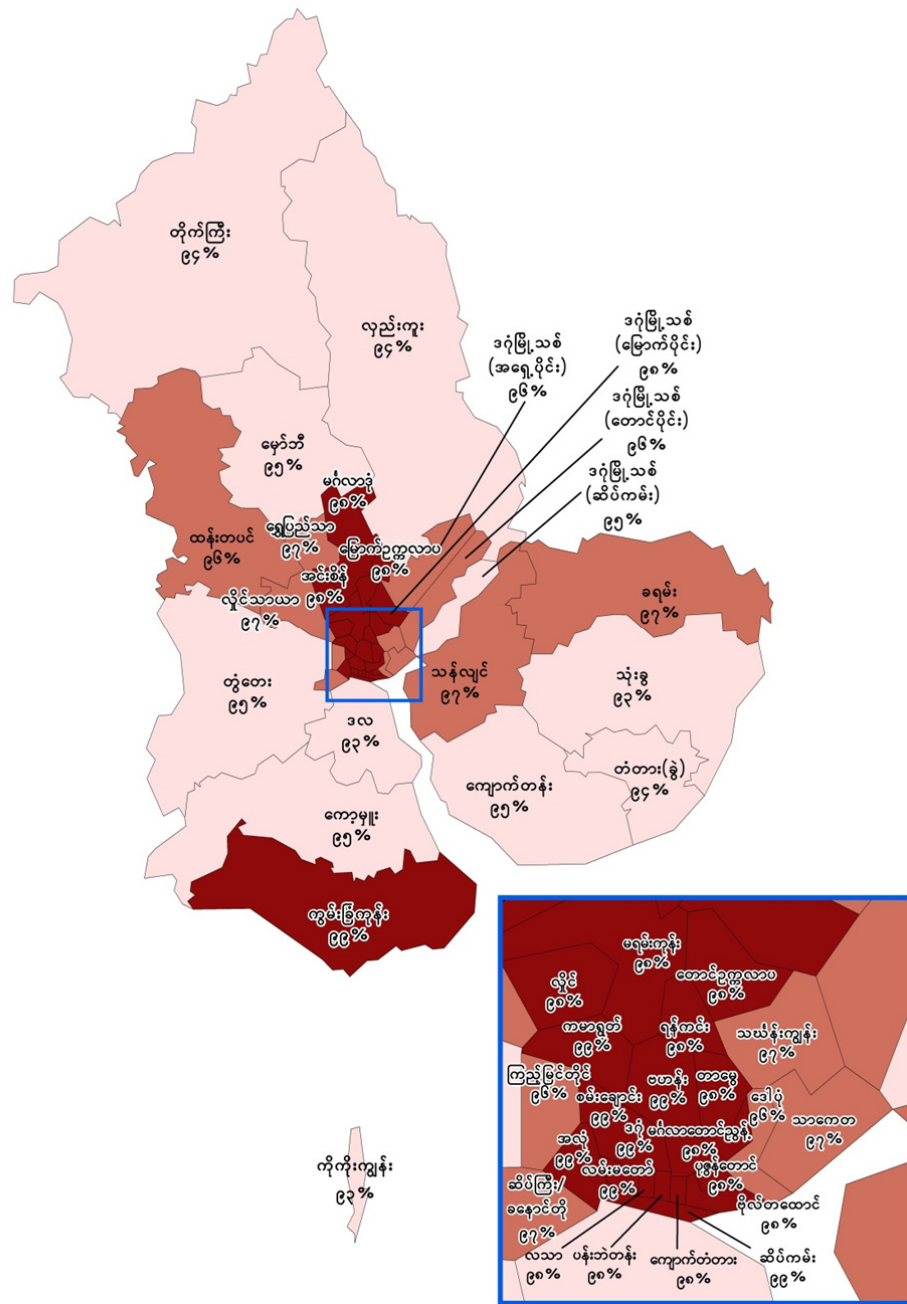 တိုက်ကြီး
၉၄%
လှည်းကူး
၉၄%
ဒဂုံမြို့သစ်
(အရှေ့ပိုင်း)
၉၆%
ဒဂုံမြို့သစ်
(မြောက်ပိုင်း)
၉၈%
ဒဂုံမြို့သစ်
(တောင်ပိုင်း)
၉၆%
ဒဂုံမြို့သစ်
(ဆိပ်ကမ်း)
၉၅%
မှော်ဘီ
၉၅%
မင်္ဂလာဒုံ
၉၈%
ရွှေပြည်သာ
၉၇%
ထန်းတပင်
၉၆%
မြောက်ဥက္ကလာပ
၉၈%
အင်းစိန်
၉၈%
လှိုင်သာယာ
၉၇%
ခရမ်း
၉၇%
သန်လျင်
၉၇%
သုံးခွ
၉၃%
တွံတေး
၉၅%
ဒလ
၉၃%
တံတား(ခွဲ)
၉၄%
ကျောက်တန်း
၉၅%
ကော့မှူး
၉၅%
ကွမ်းခြံကုန်း
၉၉%
ကိုကိုးကျွန်း
၉၃%
မရမ်းကုန်း
၉၈%
လှိုင်
၉၈%
တောင်ဥက္ကလာပ
၉၈%
ကမာရွတ်
၉၉%
ရန်ကင်း
၉၈%
သင်္ဃန်းကျွန်း
၉၇%
ကြည့်မြင်တိုင်
၉၆%
စမ်းချောင်း
၉၉%
ဗဟန်း
၉၉%
တာမွေ
၉၈%
ဒေါပုံ
၉၆%
သာကေတ
၉၇%
အလုံ
၉၉%
ဒဂုံ
၉၉%
မင်္ဂလာတောင်ညွန့်
၉၈%
လမ်းမတော်
၉၉%
ပုဇွန်တောင်
၉၈%
ဆိပ်ကြီး/
ခနောင်တို
၉၇%
ဗိုလ်တထောင်
၉၈%
လသာ
၉၈%
ပန်းဘဲတန်း
၉၈%
ကျောက်တံတား
၉၈%
ဆိပ်ကမ်း
၉၉%